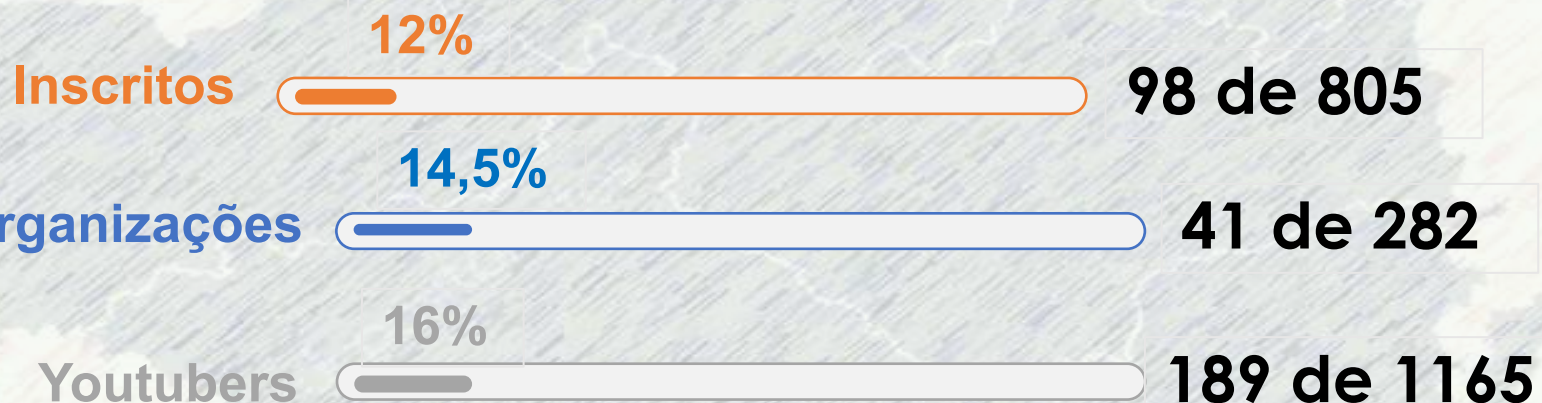 12%
Inscritos 98 de 805
14,5%
rganizações 41 de 282
16%
Youtubers 189 de 1165